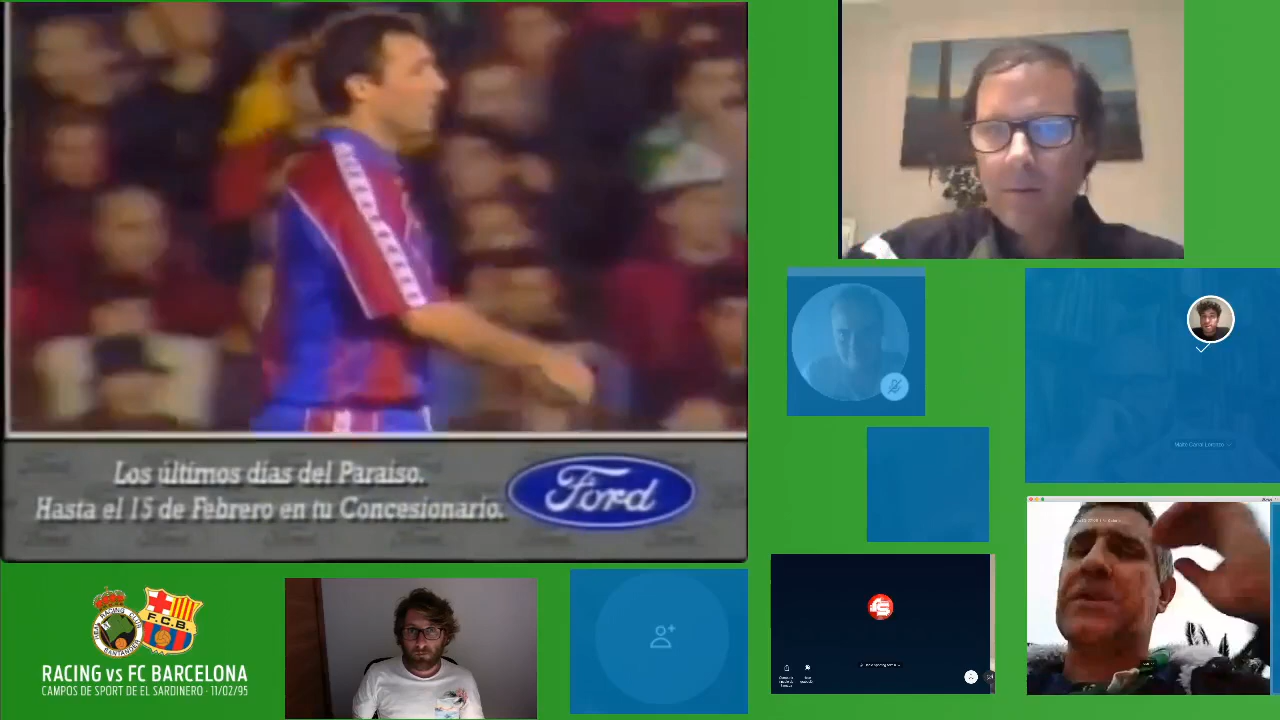 Los últimos días del Paraiso.
Hasta el 15 de Febrero en tu Concesionario.
Ford
F.C.B.
RACING vs FC BARCELONA
CAMPOS DE SPORT DE EL SARDINERO · 11/02/95